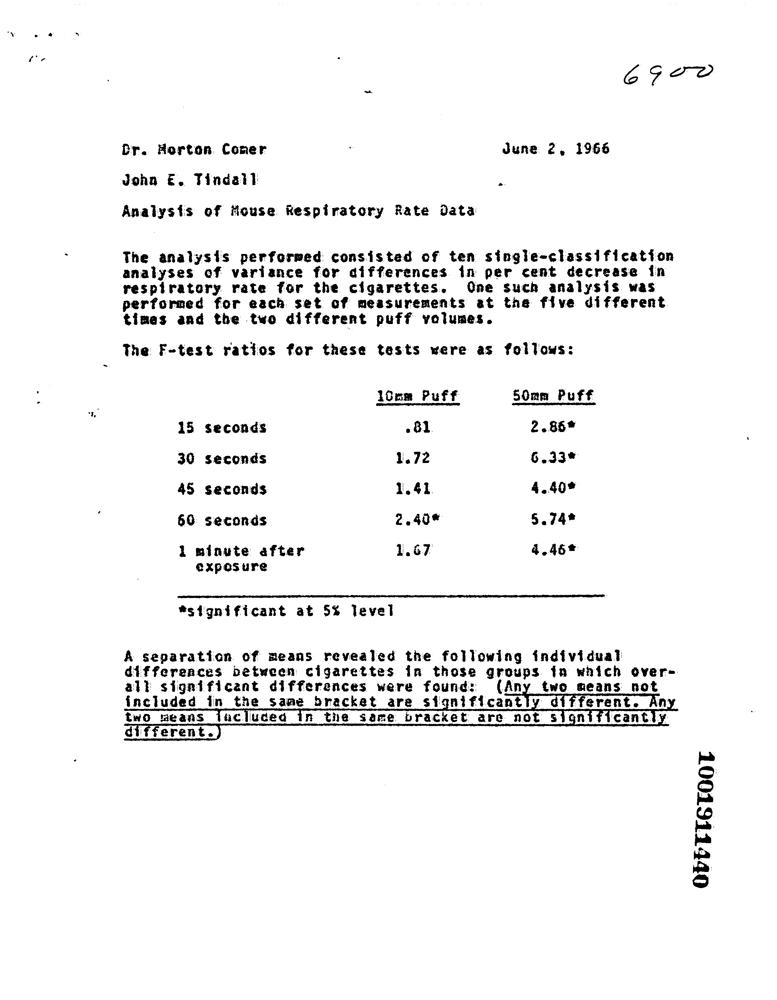 6900
Dr. Morton Comer June 2, 1966
John E. Tindall
Analysis of Mouse Respiratory Rate Data
The analysis performed consisted of ten single-classification
analyses of variance for differences in per cent decrease in
respiratory rate for the cigarettes. One such analysis was
performed for each set of measurements at the five different
times and the two different puff volumes.
The F-test ratios for these tests were as follows:
10mm Puff 50mm Puff
15 seconds .81 2.86*
30 seconds 1.72 6.33*
45 seconds 1.41 4.40*
60 seconds 2.40* 5.74*
1 minute after 1.67 4.46*
exposure
*significant at 5% level
A separation of means revealed the following individual
differences between cigarettes in those groups in which over-
all significant differences were found: (Any two means not
included in the same bracket are significantly different. Any
two means included in the same bracket are not significantly
different.)
1001911440